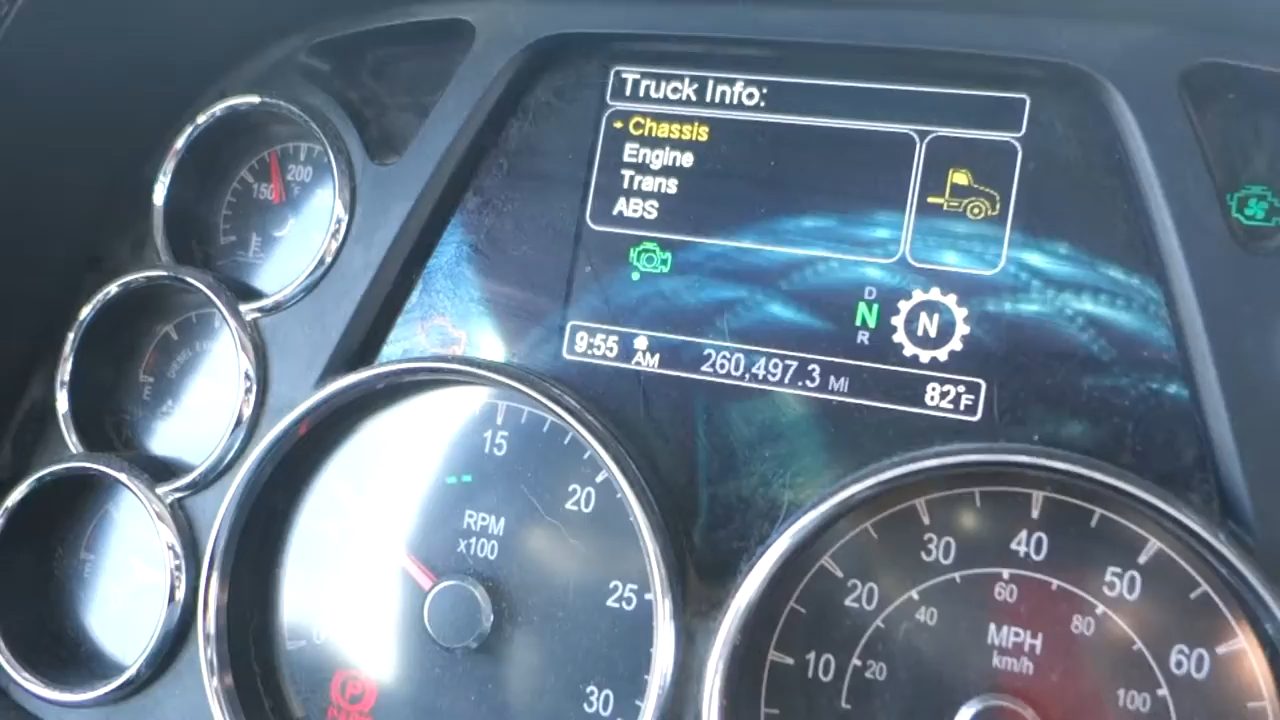 Truck Info:
Chassis
Engine
Trans
ABS
D
N
R
N
9:55 AM 260,497.3 MI 82°F
150 200 °F
E
15
20
25
30
0
RPM
x100
P
10
20
30
40
50
60
20
40
60
80
100
MPH
km/h